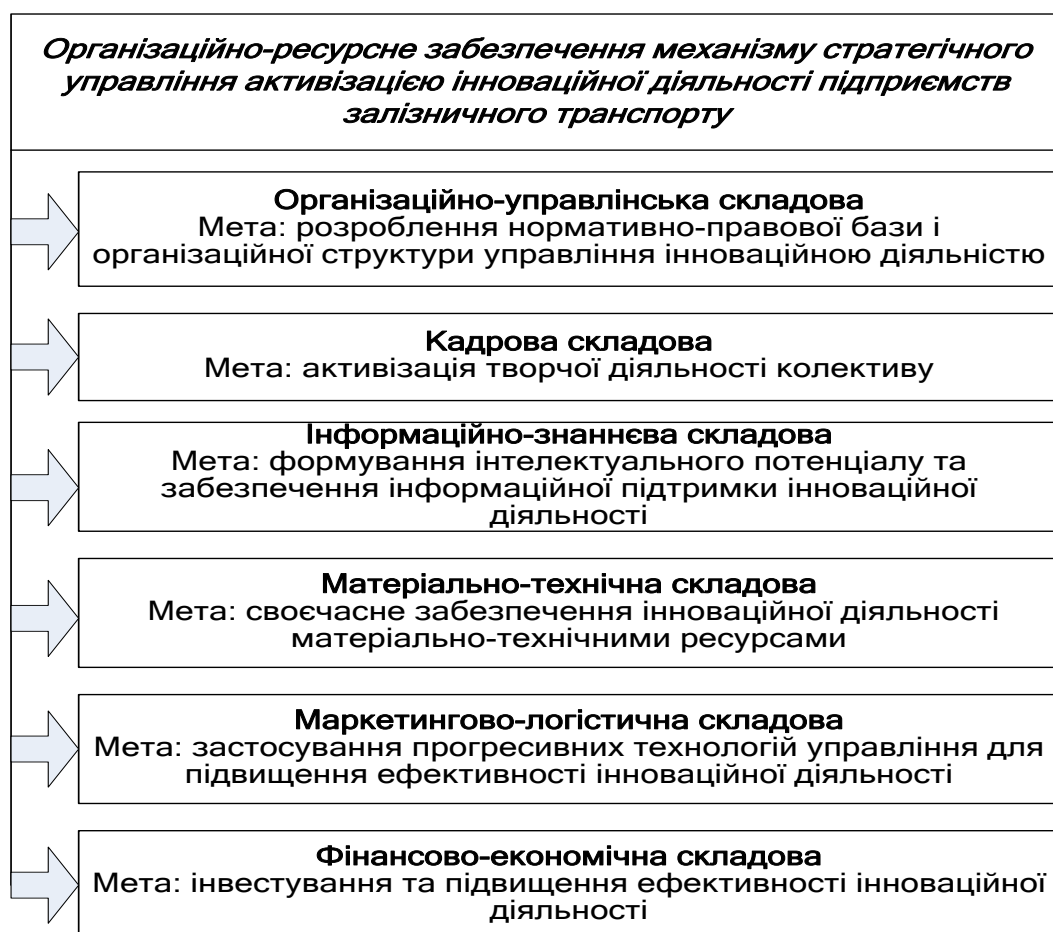 Організаційно-ресурсне забезпечення механізму стратегічного
управління активізацією інноваційної діяльності підприємств
залізничного транспорту
Організаційно-управлінська складова
Мета: розроблення нормативно-правової бази і
організаційної структури управління інноваційною діяльністю
Кадрова складова
Мета: активізація творчої діяльності колективу
Інформаційно-знаннєва складова
Мета: формування інтелектуального потенціалу та
забезпечення інформаційної підтримки інноваційної
діяльності
Матеріально-технічна складова
Мета: своєчасне забезпечення інноваційної діяльності
матеріально-технічними ресурсами
Маркетингово-логістична складова
Мета: застосування прогресивних технологій управління для
підвищення ефективності інноваційної діяльності
Фінансово-економічна складова
Мета: інвестування та підвищення ефективності інноваційної
діяльності